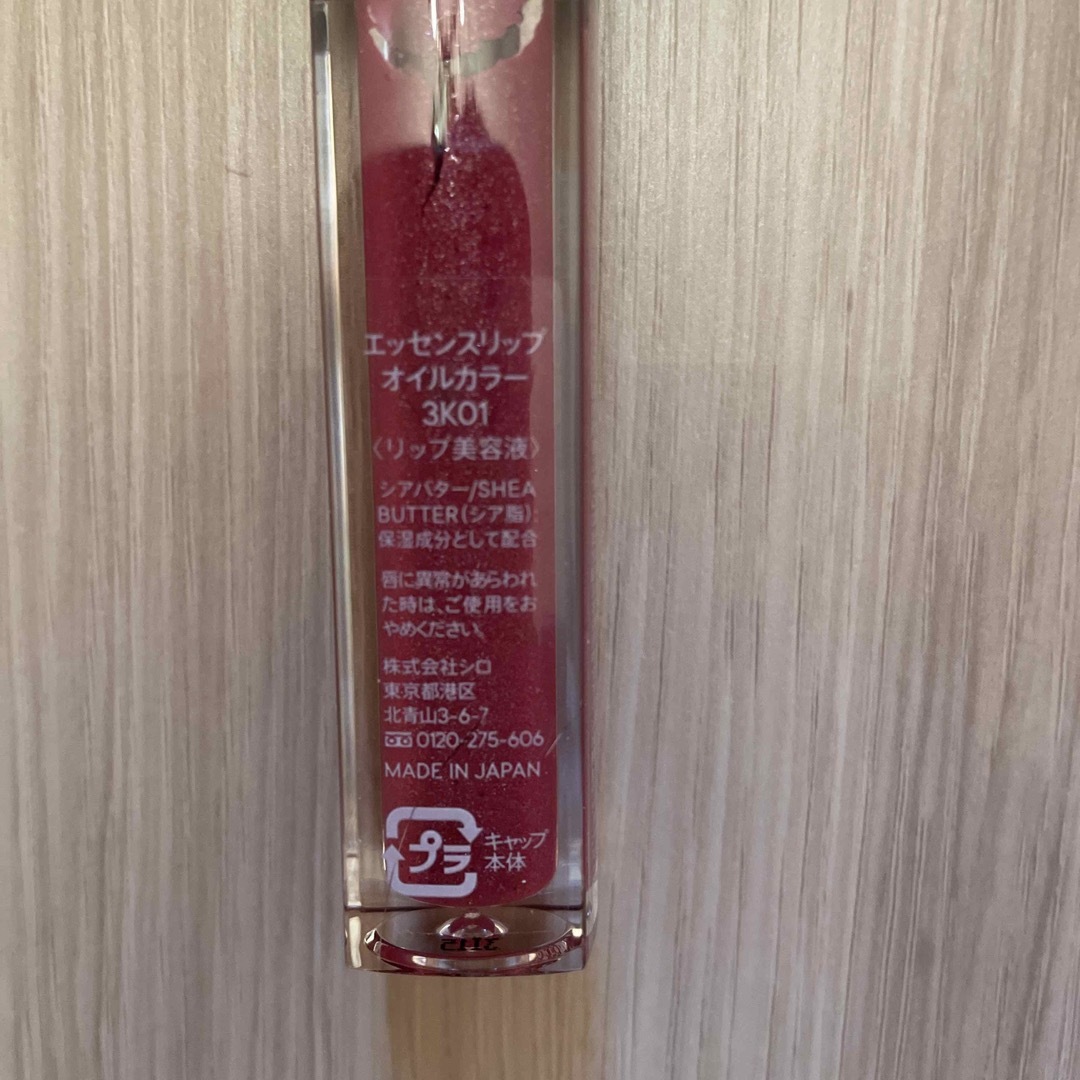 エッセンスリップ
オイルカラー
3K01
〈リップ美容液〉
シアバター/SHEA
BUTTER(シア脂):
保湿成分として配合
唇に異常があらわれ
た時は、ご使用をお
やめください。
株式会社シロ
東京都港区
北青山3-6-7
0120-275-606
MADE IN JAPAN
プラ
キャップ
本体